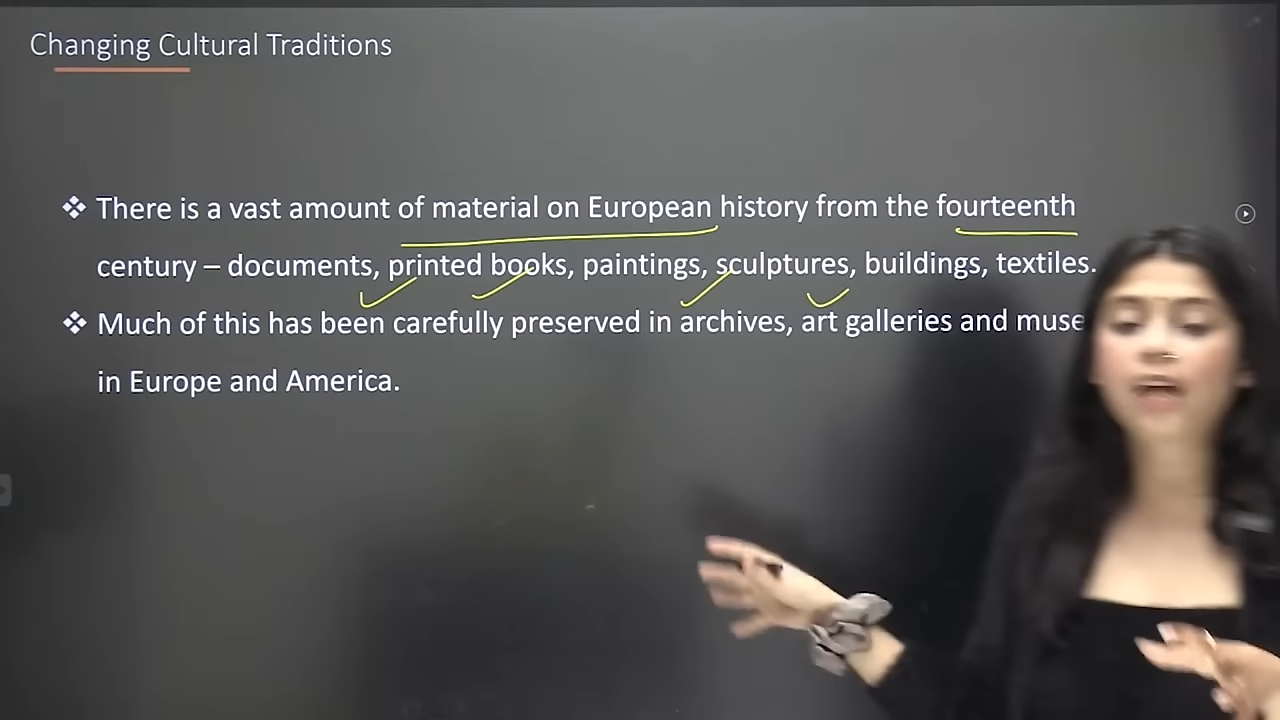 Changing Cultural Traditions
❖ There is a vast amount of material on European history from the fourteenth
century – documents, printed books, paintings, sculptures, buildings, textiles.
❖ Much of this has been carefully preserved in archives, art galleries and
in Europe and America.